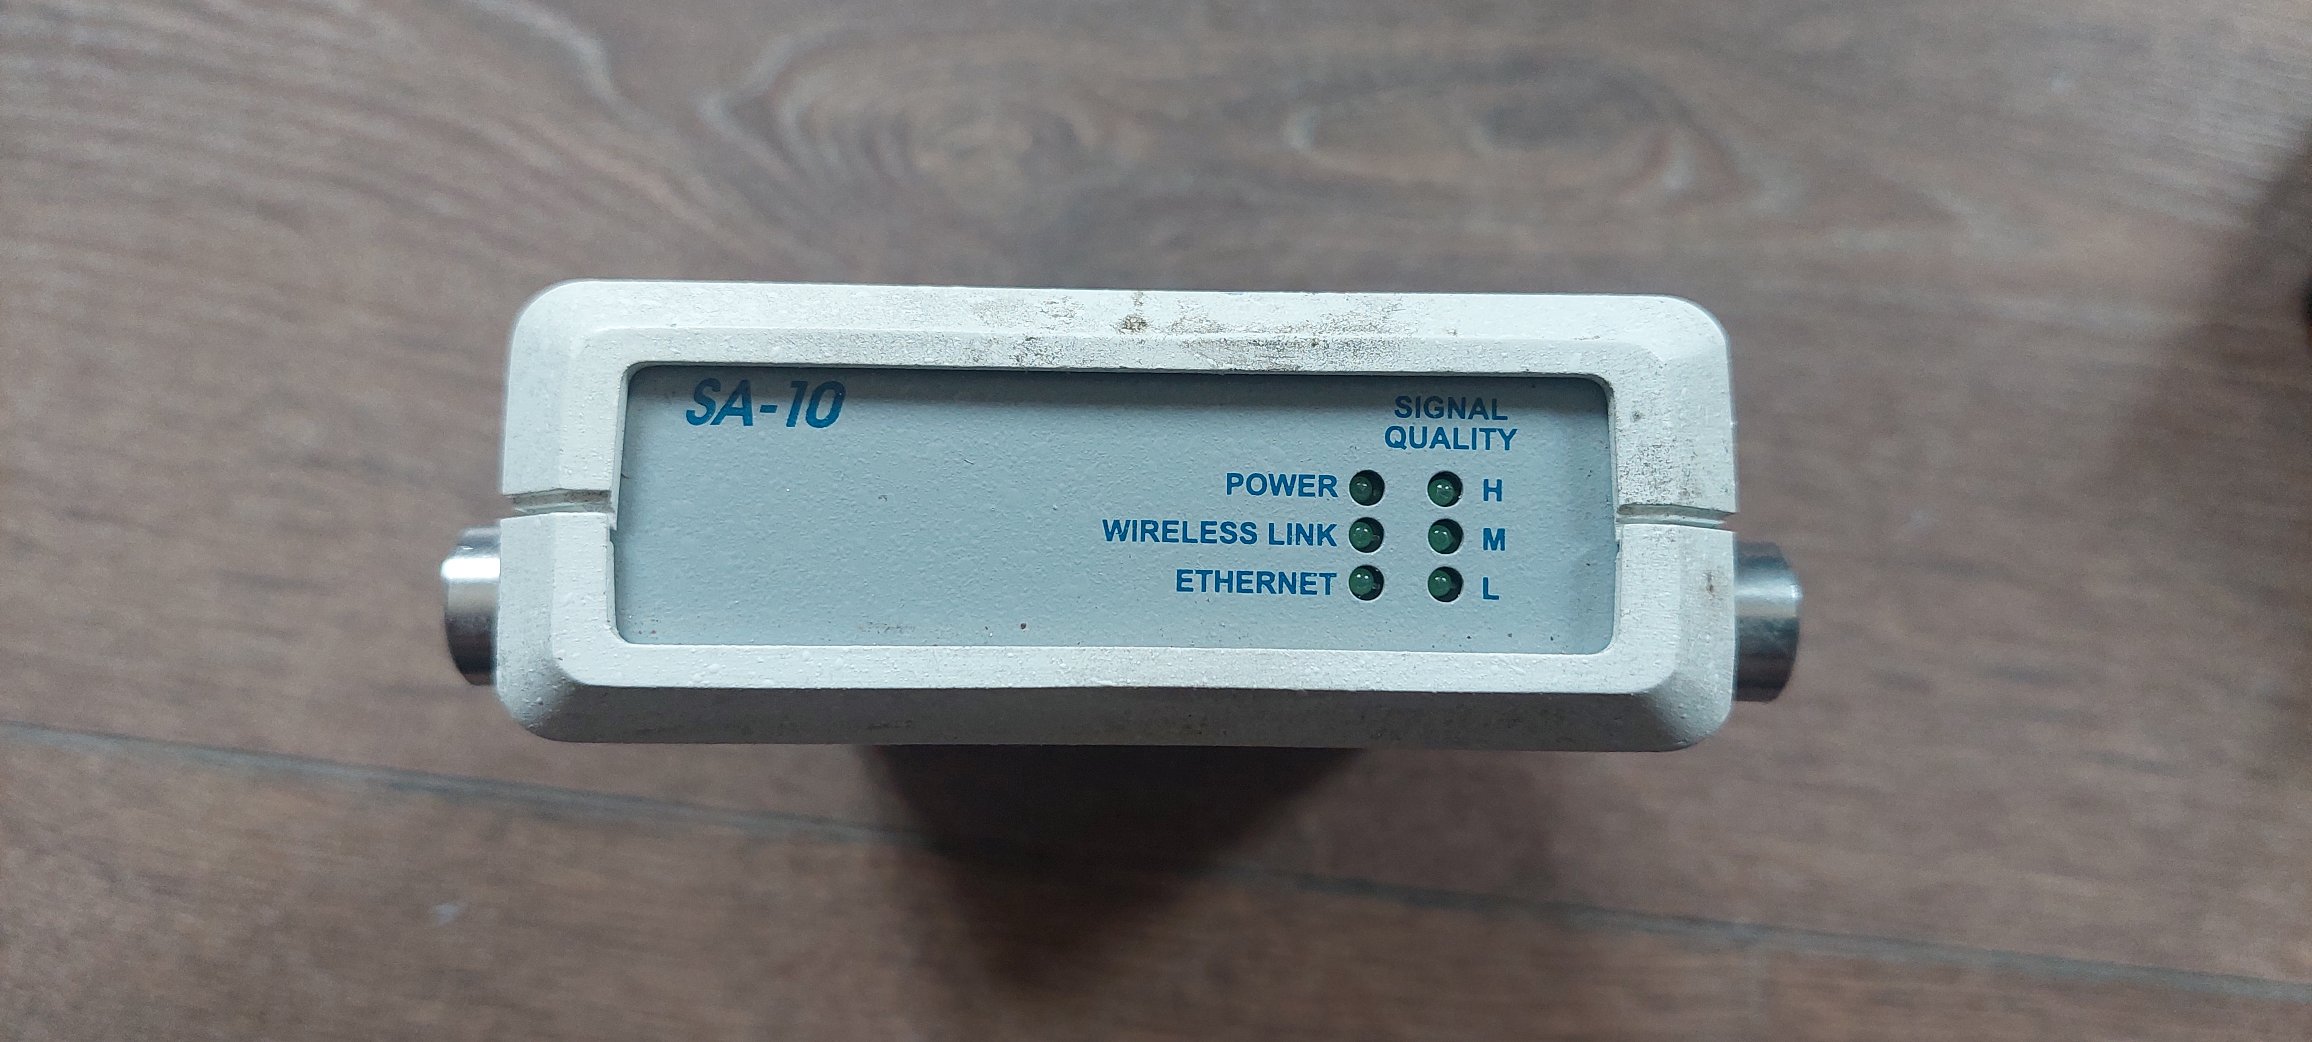 SA-10
SIGNAL
QUALITY
POWER H
WIRELESS LINK M
ETHERNET L